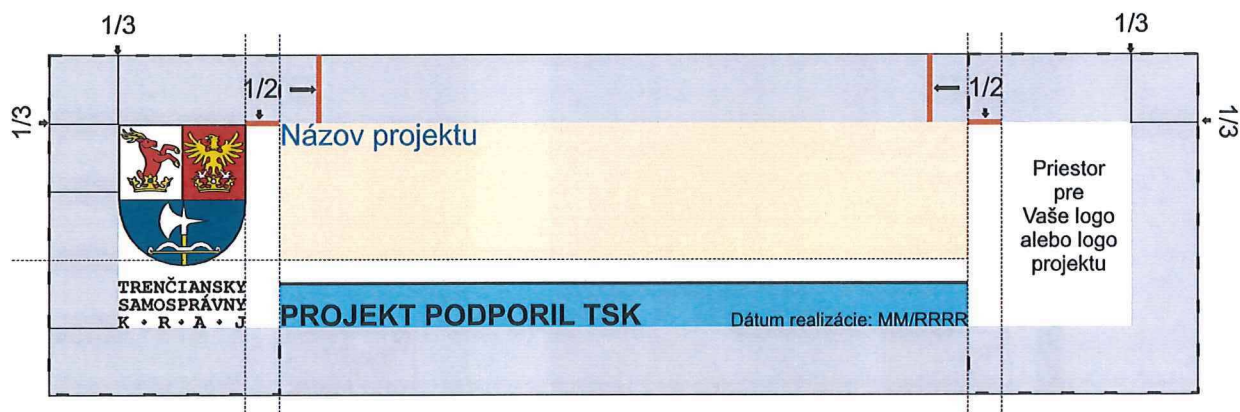 1/3
1/3
1/2
1/2
1/3
1/3
Názov projektu
Priestor
pre
Vaše logo
alebo logo
projektu
TRENČIANSKY
SAMOSPRÁVNY
K · R · A · J
PROJEKT PODPORIL TSK
Dátum realizácie: MM/RRRR